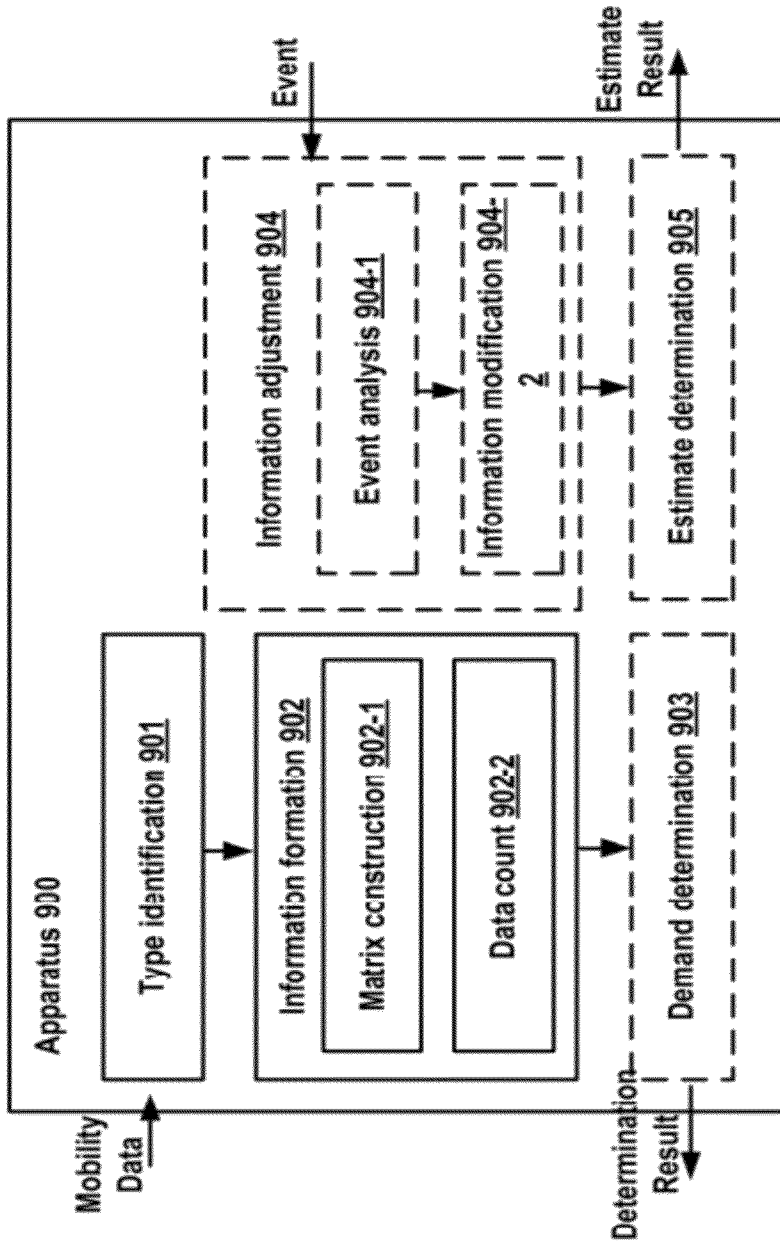 Apparatus 900
Mobility
Data
Type identification 901
Information formation 902
Matrix construction 902-1
Data count 902-2
Demand determination 903
Determination
Result
Event
Information adjustment 904
Event analysis 904-1
Information modification 904-
2
Estimate determination 905
Estimate
Result